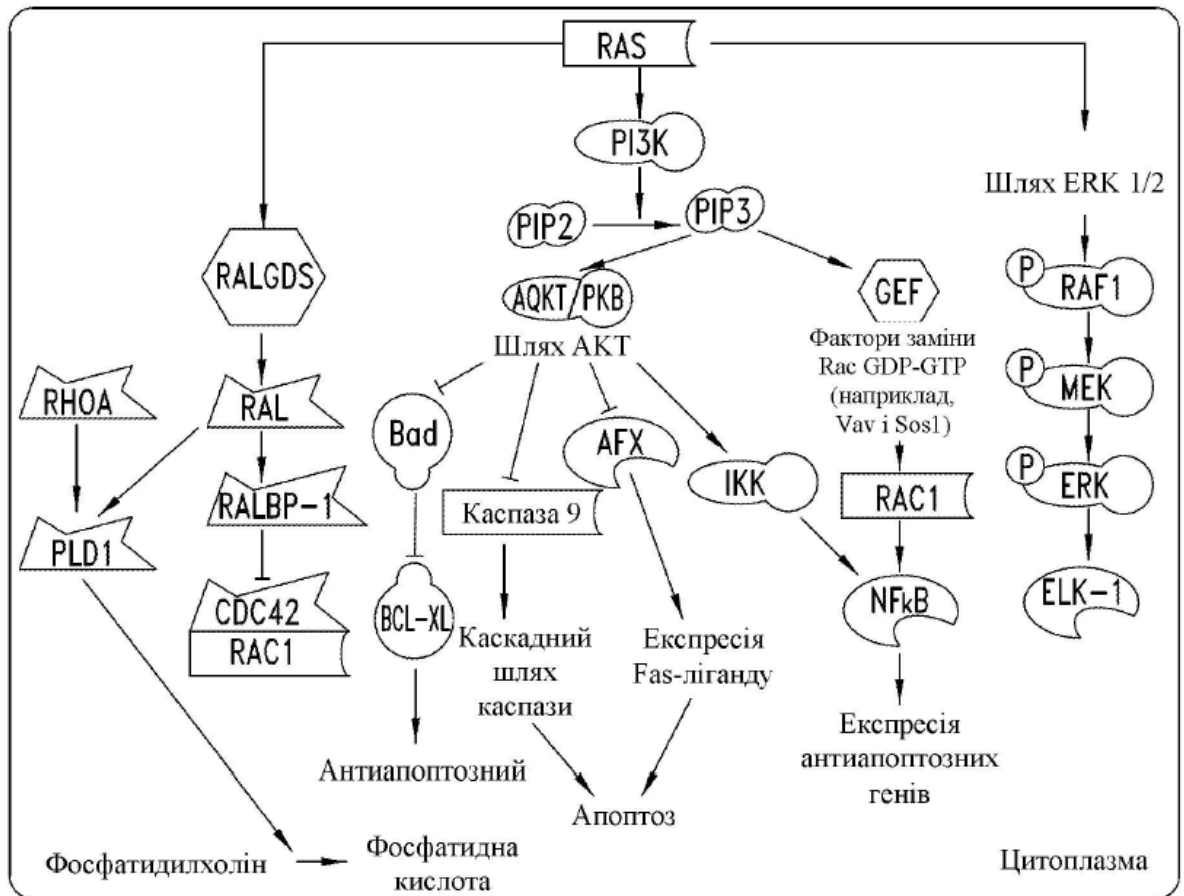 RAS
PI3K
Шлях ERK 1/2
PIP2
PIP3
RALGDS
AQKT
PKB
GEF
P
RAF1
Шлях AKT
Фактори заміни
Rac GDP-GTP
(наприклад,
Vav і Sos1)
P
MEK
RHOA
RAL
Bad
AFX
IKK
P
ERK
RALBP-1
Каспаза 9
RAC1
PLD1
CDC42
RAC1
BCL-XL
NFkB
ELK-1
Каскадний
шлях
каспази
Експресія
Fas-ліганду
Експресія
антиапоптозних
генів
Антиапоптозний
Апоптоз
Фосфатидилхолін
Фосфатидна
кислота
Цитоплазма